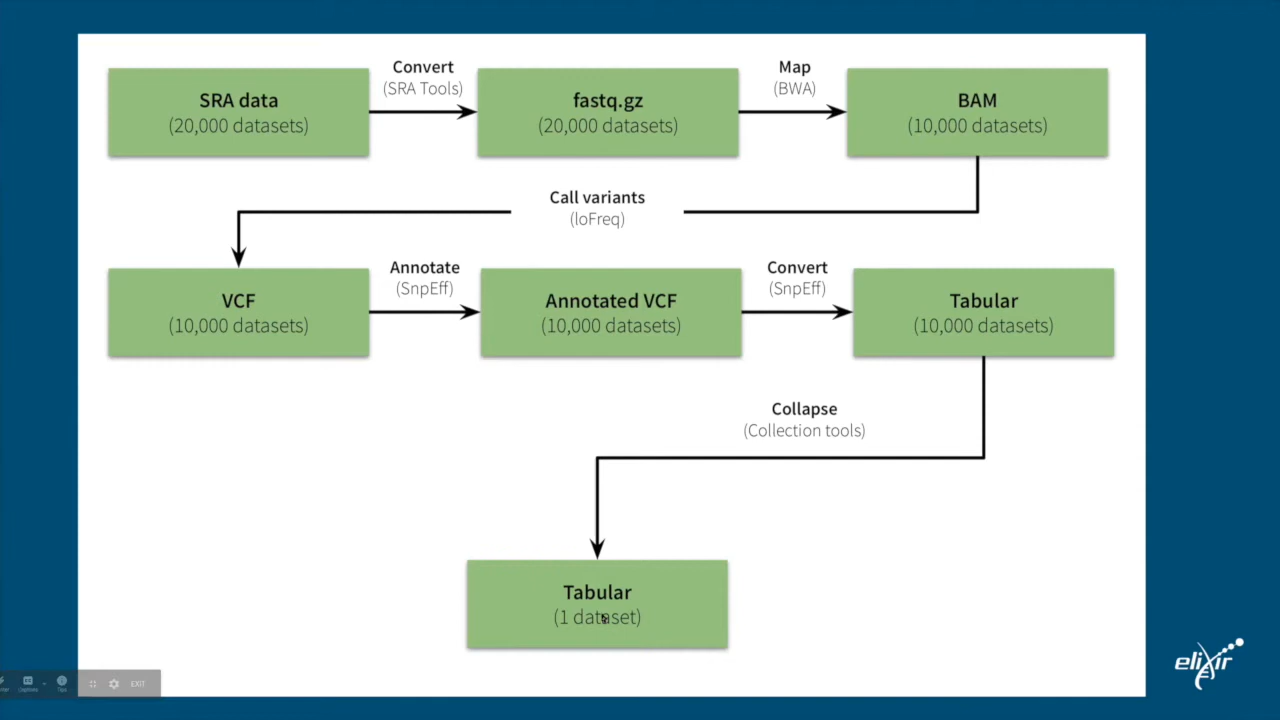 Convert
(SRA Tools)
Map
(BWA)
SRA data
(20,000 datasets)
fastq.gz
(20,000 datasets)
BAM
(10,000 datasets)
Call variants
(loFreq)
Annotate
(SnpEff)
Convert
(SnpEff)
VCF
(10,000 datasets)
Annotated VCF
(10,000 datasets)
Tabular
(10,000 datasets)
Collapse
(Collection tools)
Tabular
(1 dataset)
elixir
Captions
Tips
EXIT